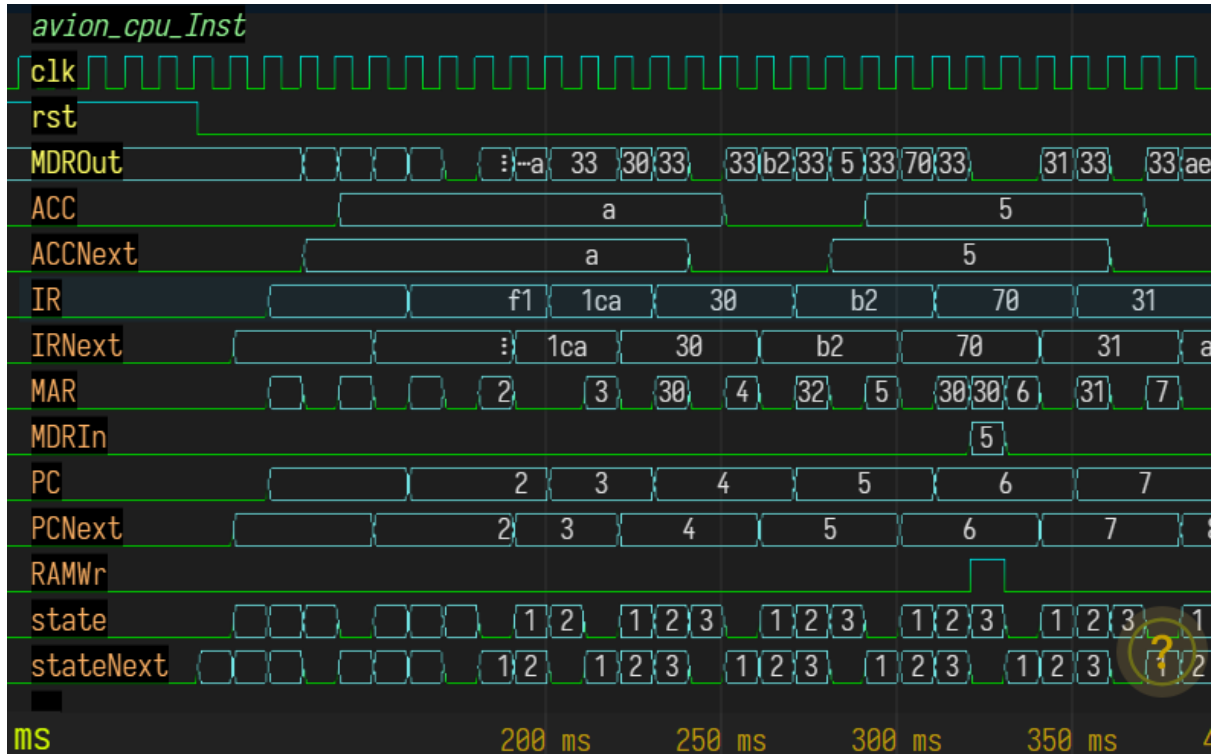 avion_cpu_Inst
clk
rst
MDROut ⋮ ⋯a 33 30 33 33 b2 33 5 33 70 33 31 33 33 ae
ACC a 5
ACCNext a 5
IR f1 1ca 30 b2 70 31
IRNext ⋮ 1ca 30 b2 70 31 a
MAR 2 3 30 4 32 5 30 30 6 31 7
MDRIn 5
PC 2 3 4 5 6 7
PCNext 2 3 4 5 6 7 8
RAMWr
state 1 2 1 2 3 1 2 3 1 2 3 1 2 3 1
stateNext 1 2 1 2 3 1 2 3 1 2 3 1 2 3 1 2
?
ms 200 ms 250 ms 300 ms 350 ms